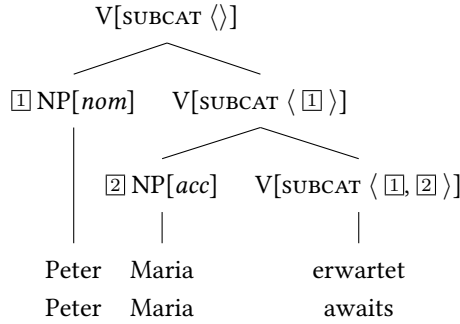 V[SUBCAT ⟨⟩]
1 NP[nom] V[SUBCAT ⟨ 1 ⟩]
2 NP[acc] V[SUBCAT ⟨ 1, 2 ⟩]
Peter Maria erwartet
Peter Maria awaits